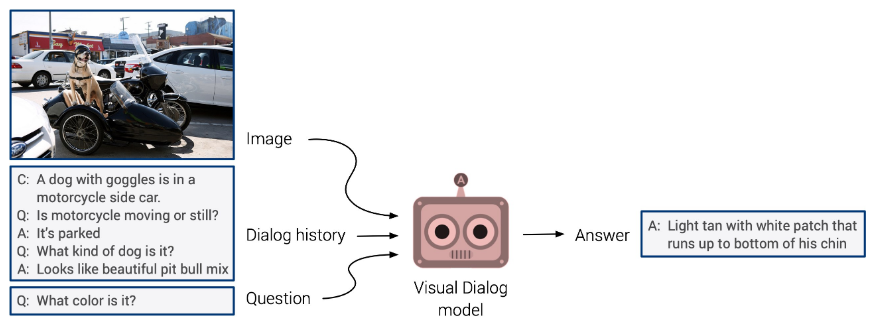 Image
C: A dog with goggles is in a
motorcycle side car.
Q: Is motorcycle moving or still?
A: It's parked
Q: What kind of dog is it?
A: Looks like beautiful pit bull mix
Dialog history
Q: What color is it?
Question
A
Visual Dialog
model
Answer
A: Light tan with white patch that
runs up to bottom of his chin